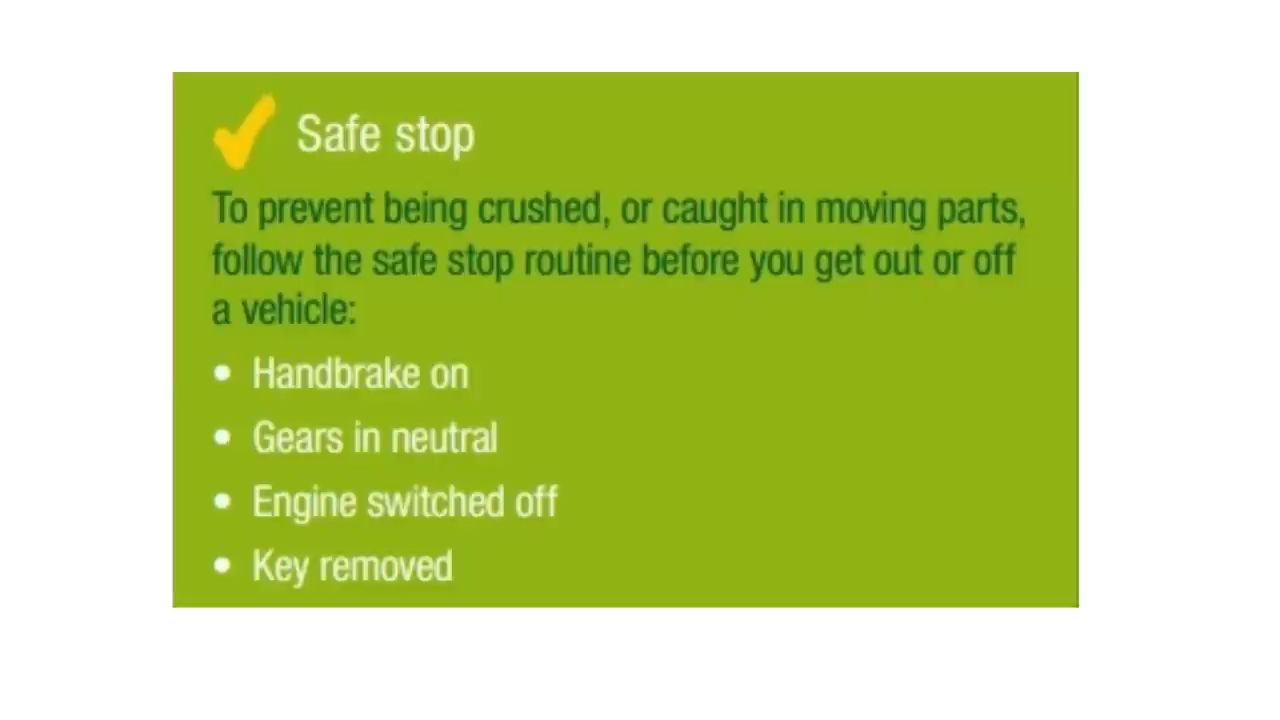 Safe stop
To prevent being crushed, or caught in moving parts,
follow the safe stop routine before you get out or off
a vehicle:
• Handbrake on
• Gears in neutral
• Engine switched off
• Key removed